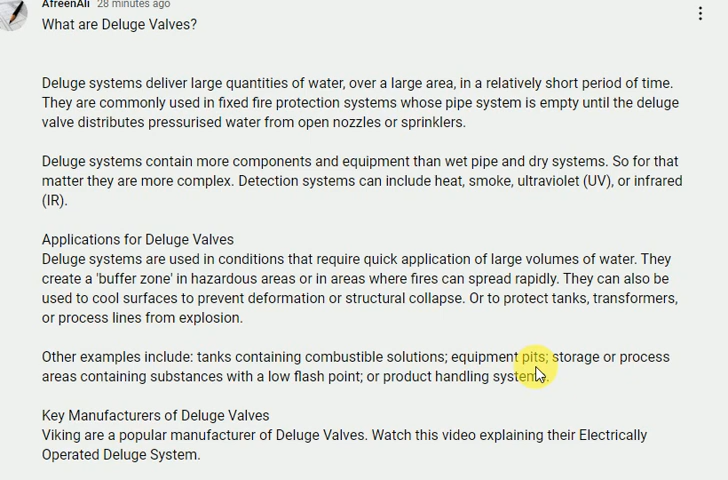 AfreenAli 28 minutes ago
What are Deluge Valves?
Deluge systems deliver large quantities of water, over a large area, in a relatively short period of time.
They are commonly used in fixed fire protection systems whose pipe system is empty until the deluge
valve distributes pressurised water from open nozzles or sprinklers.
Deluge systems contain more components and equipment than wet pipe and dry systems. So for that
matter they are more complex. Detection systems can include heat, smoke, ultraviolet (UV), or infrared
(IR).
Applications for Deluge Valves
Deluge systems are used in conditions that require quick application of large volumes of water. They
create a 'buffer zone' in hazardous areas or in areas where fires can spread rapidly. They can also be
used to cool surfaces to prevent deformation or structural collapse. Or to protect tanks, transformers,
or process lines from explosion.
Other examples include: tanks containing combustible solutions; equipment pits; storage or process
areas containing substances with a low flash point; or product handling systems.
Key Manufacturers of Deluge Valves
Viking are a popular manufacturer of Deluge Valves. Watch this video explaining their Electrically
Operated Deluge System.